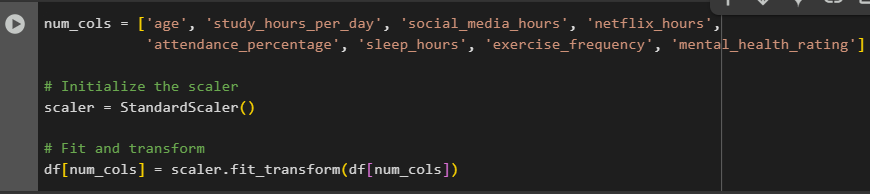 num_cols = ['age', 'study_hours_per_day', 'social_media_hours', 'netflix_hours',
'attendance_percentage', 'sleep_hours', 'exercise_frequency', 'mental_health_rating']
# Initialize the scaler
scaler = StandardScaler()
# Fit and transform
df[num_cols] = scaler.fit_transform(df[num_cols])